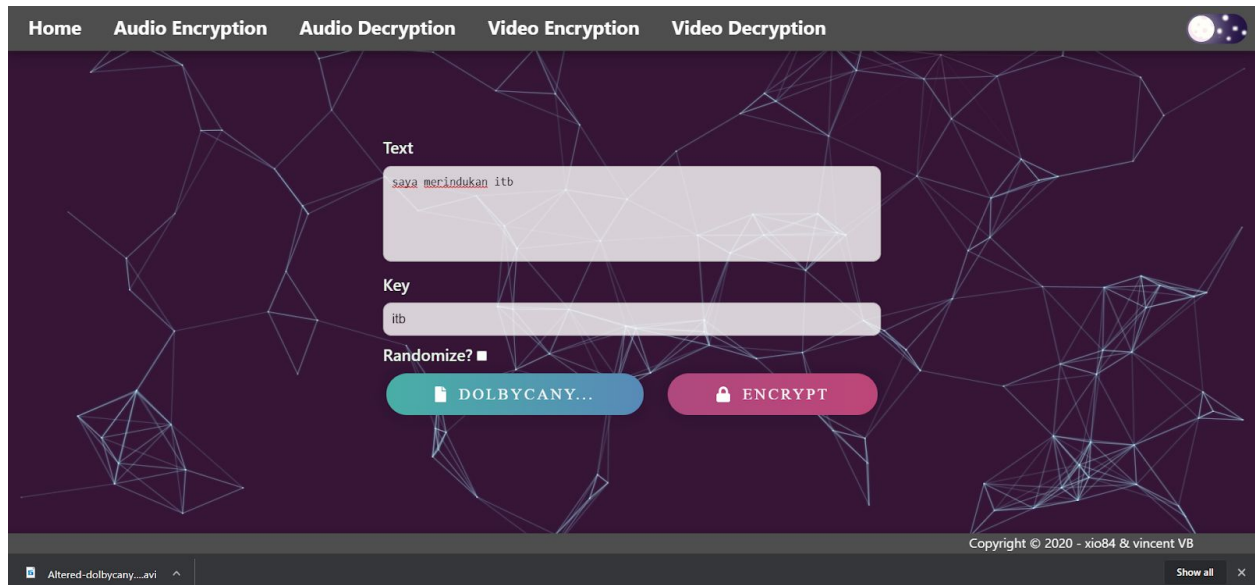 Home Audio Encryption Audio Decryption Video Encryption Video Decryption
Text
saya merindukan itb
Key
itb
Randomize?
DOLBYCANY... ENCRYPT
Copyright © 2020 - xio84 & vincent VB
Altered-dolbycany....avi Show all